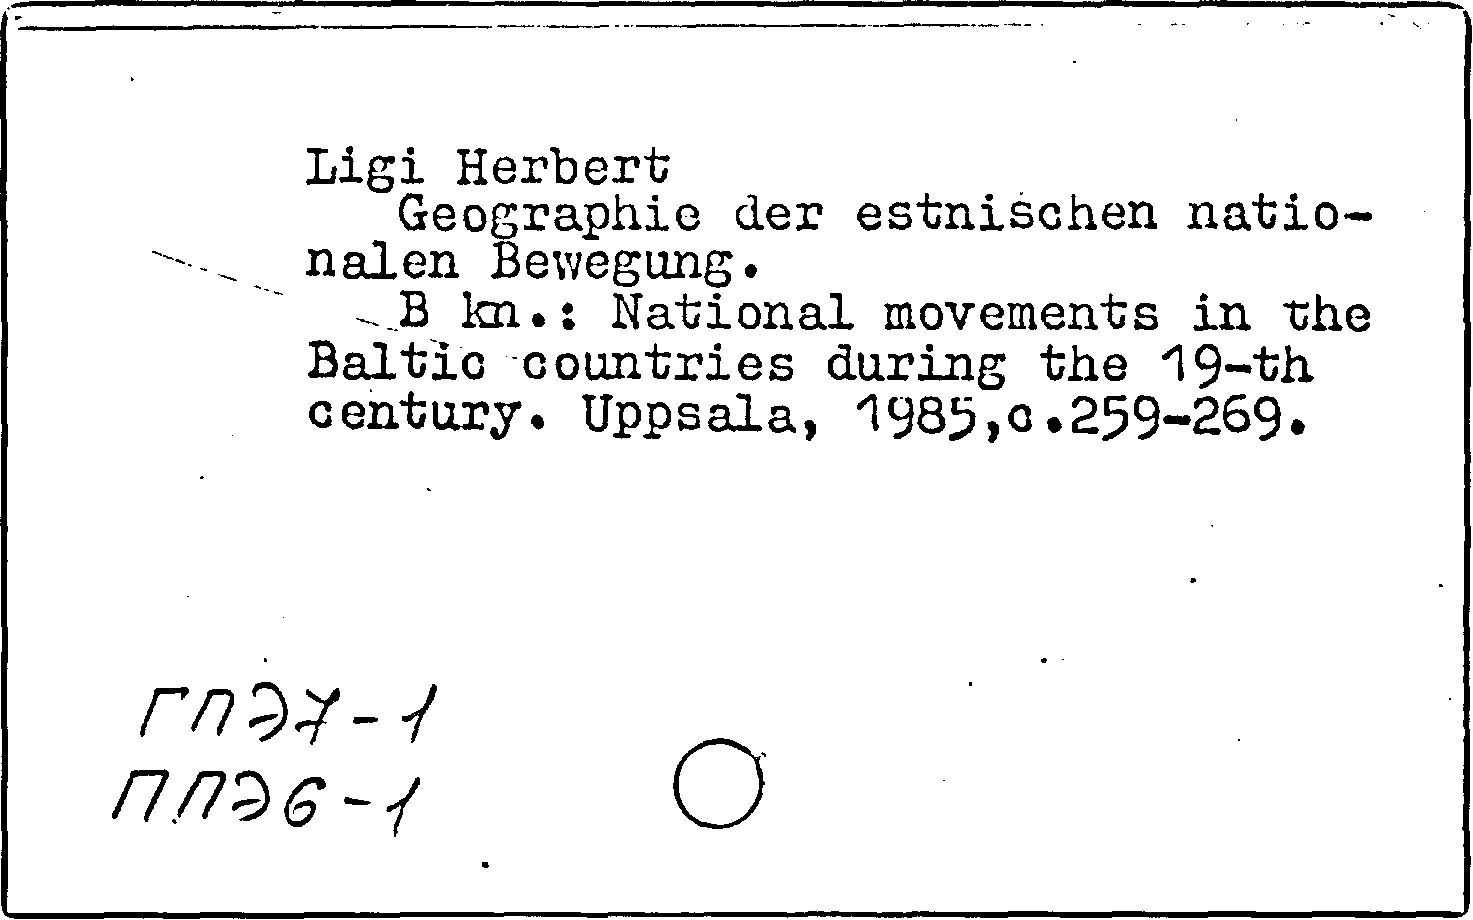 Ligi Herbert
Geographie der estnischen natio-
nalen Bewegung.
B kn.: National movements in the
Baltic countries during the 19-th
century. Uppsala, 1985,c.259-269.
ГПЭ7-1
ППЭ6-1